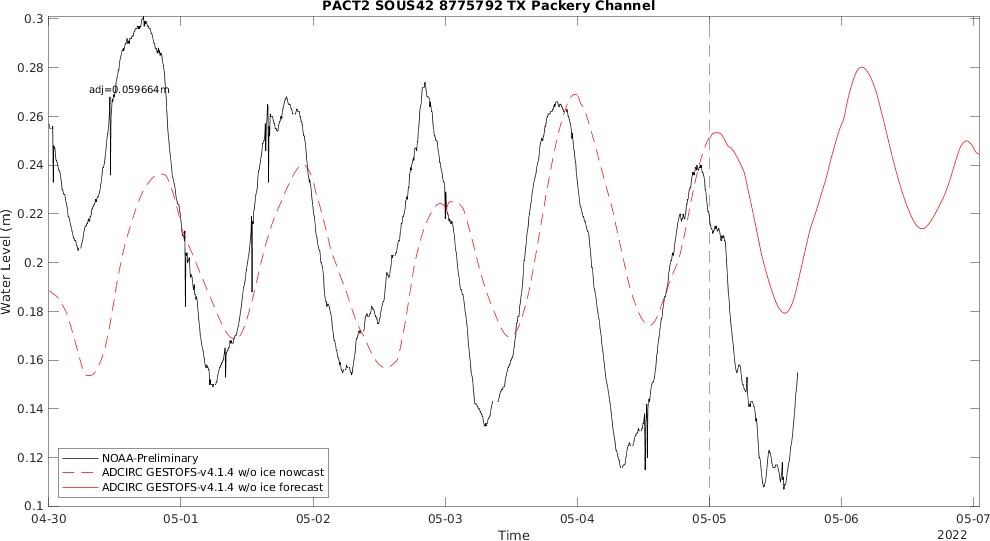 PACT2 SOUS42 8775792 TX Packery Channel
0.3
0.28
adj=0.059664m
0.26
0.24
0.22
0.2
0.18
0.16
0.14
0.12
0.1
Water Level (m)
NOAA-Preliminary
ADCIRC GESTOFS-v4.1.4 w/o ice nowcast
ADCIRC GESTOFS-v4.1.4 w/o ice forecast
04-30 05-01 05-02 05-03 05-04 05-05 05-06 05-07
Time
2022